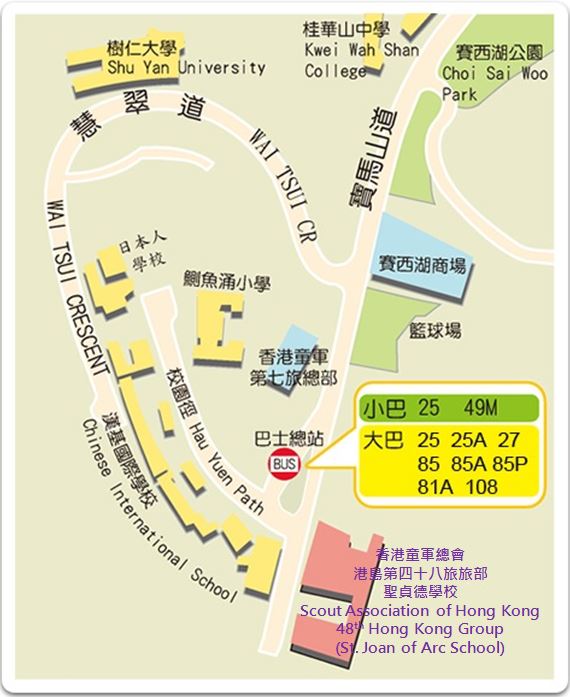 樹仁大學
Shu Yan University
桂華山中學
Kwei Wah Shan
College
賽西湖公園
Choi Sai Woo
Park
慧翠道
WAI TSUI CR
寶馬山道
WAI TSUI CRESCENT
日本人
學校
鰂魚涌小學
賽西湖商場
籃球場
香港童軍
第七旅總部
校園徑 Hau Yuen Path
漢基國際學校
Chinese International School
巴士總站
BUS
小巴 25 49M
大巴 25 25A 27
85 85A 85P
81A 108
香港童軍總會
港島第四十八旅旅部
聖貞德學校
Scout Association of Hong Kong
48th Hong Kong Group
(St. Joan of Arc School)